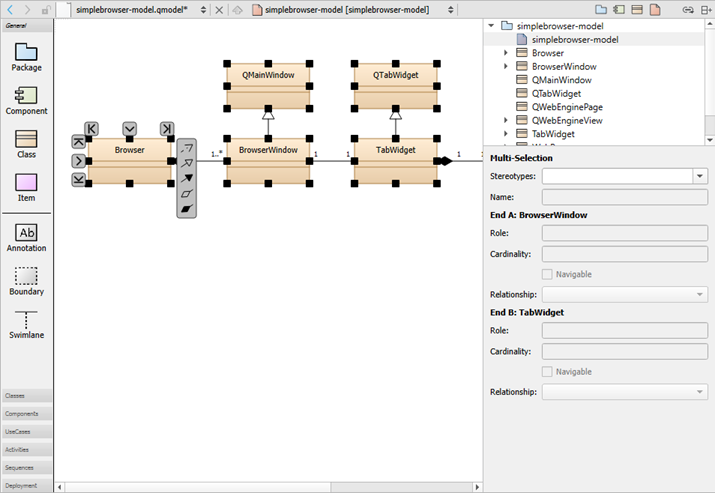 simplebrowser-model.qmodel*
simplebrowser-model [simplebrowser-model]
General
Package
Component
Class
Item
Ab
Annotation
Boundary
Swimlane
Classes
Components
UseCases
Activities
Sequences
Deployment
QMainWindow
QTabWidget
Browser
1..*
BrowserWindow
1
1
TabWidget
1
simplebrowser-model
simplebrowser-model
Browser
BrowserWindow
QMainWindow
QTabWidget
QWebEnginePage
QWebEngineView
TabWidget
Multi-Selection
Stereotypes:
Name:
End A: BrowserWindow
Role:
Cardinality:
Navigable
Relationship:
End B: TabWidget
Role:
Cardinality:
Navigable
Relationship: